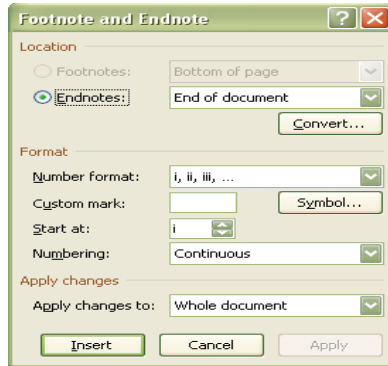 Footnote and Endnote
Location
Footnotes: Bottom of page
Endnotes: End of document
Convert...
Format
Number format: i, ii, iii, ...
Custom mark: Symbol...
Start at: i
Numbering: Continuous
Apply changes
Apply changes to: Whole document
Insert Cancel Apply